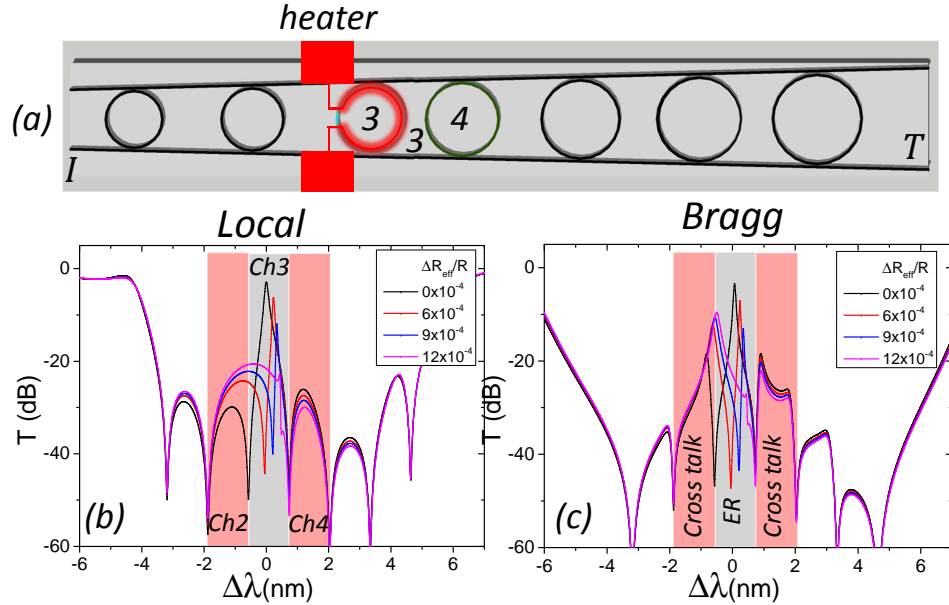 heater
(a)
3
3
4
I
T
Local
Bragg
Ch3
ΔR_eff/R
0x10⁻⁴
6x10⁻⁴
9x10⁻⁴
12x10⁻⁴
0
-20
-40
-60
T (dB)
Ch2
Ch4
(b)
-6 -4 -2 0 2 4 6
Δλ(nm)
ΔR_eff/R
0x10⁻⁴
6x10⁻⁴
9x10⁻⁴
12x10⁻⁴
0
-20
-40
-60
T (dB)
Cross talk
ER
Cross talk
(c)
-6 -4 -2 0 2 4 6
Δλ(nm)